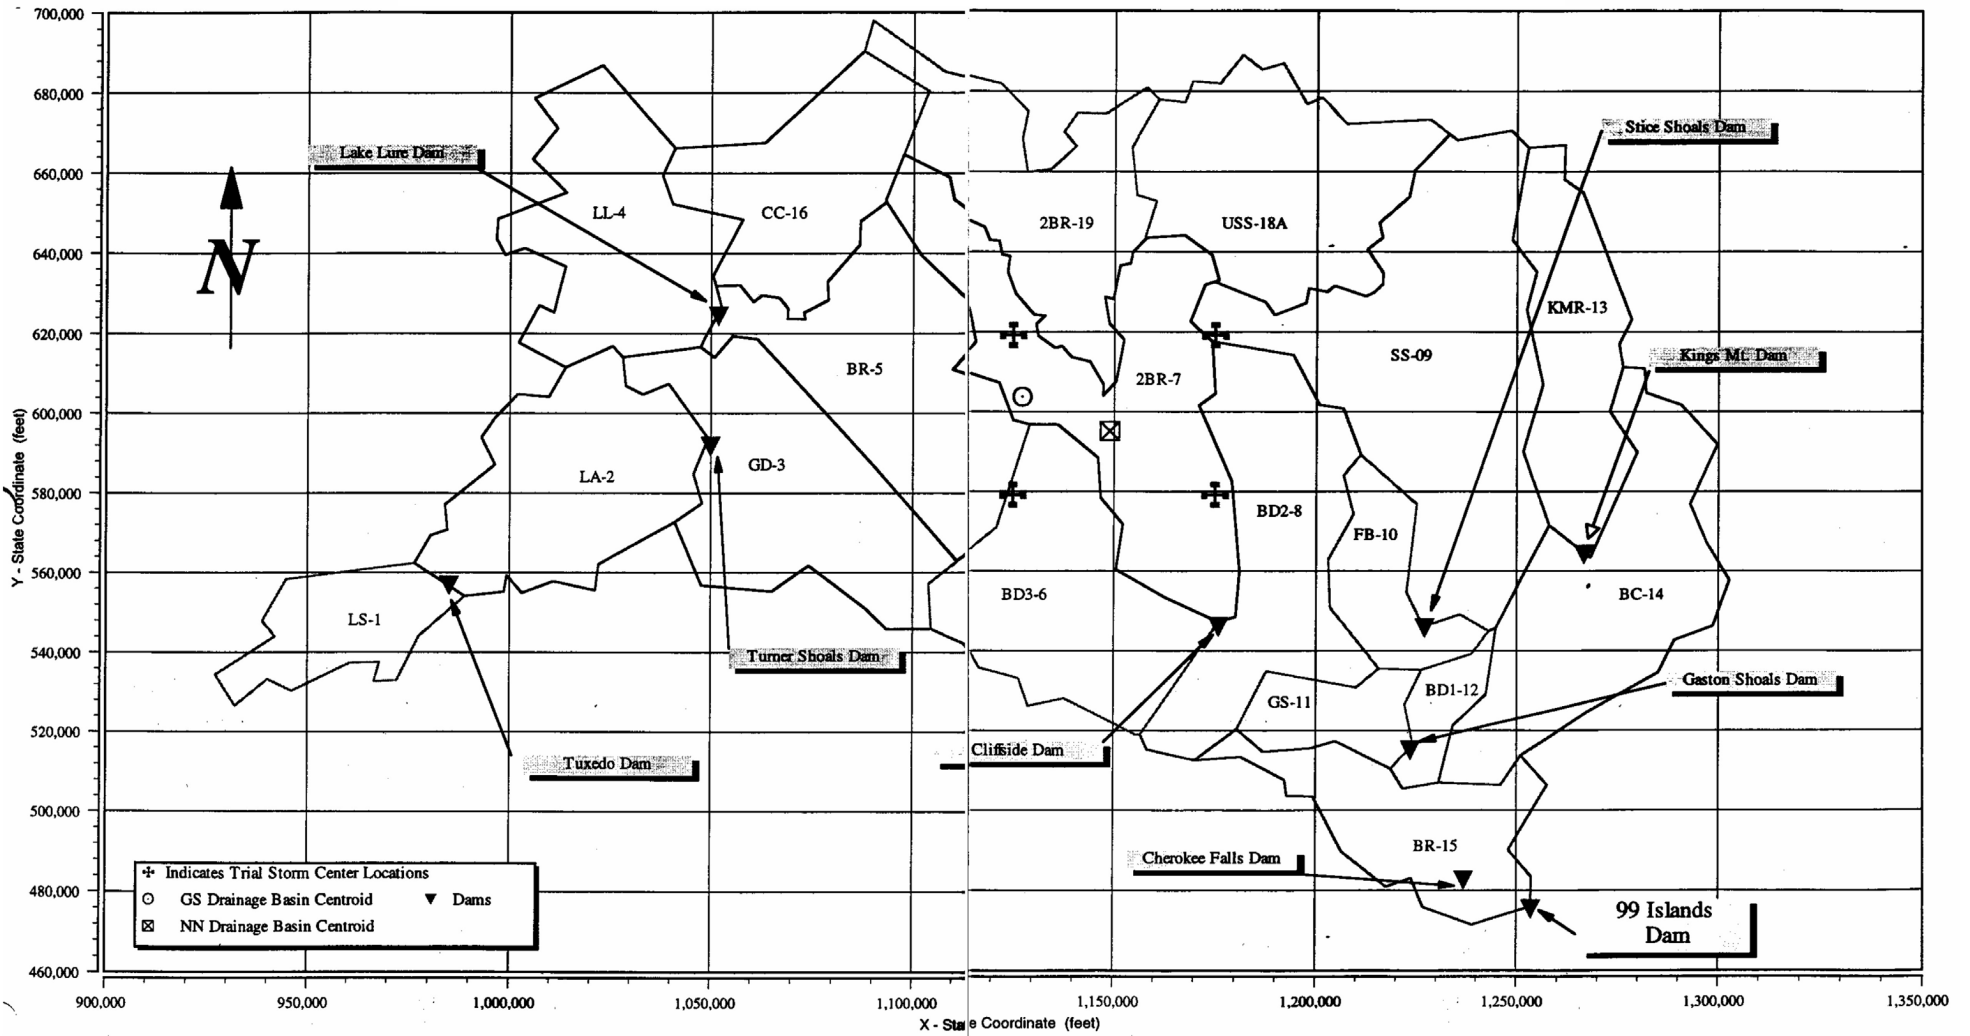 700,000
680,000
660,000
640,000
620,000
600,000
580,000
560,000
540,000
520,000
500,000
480,000
460,000
Y - State Coordinate (feet)
900,000
950,000
1,000,000
1,050,000
1,100,000
1,150,000
1,200,000
1,250,000
1,300,000
1,350,000
X - State Coordinate (feet)
N
Lake Lure Dam
Stice Shoals Dam
LL-4
CC-16
2BR-19
USS-18A
KMR-13
BR-5
2BR-7
SS-09
Kings Mt. Dam
LA-2
GD-3
BD2-8
FB-10
LS-1
BD3-6
BC-14
Turner Shoals Dam
GS-11
BD1-12
Gaston Shoals Dam
Tuxedo Dam
Cliffside Dam
BR-15
Cherokee Falls Dam
99 Islands
Dam
Indicates Trial Storm Center Locations
GS Drainage Basin Centroid
Dams
NN Drainage Basin Centroid